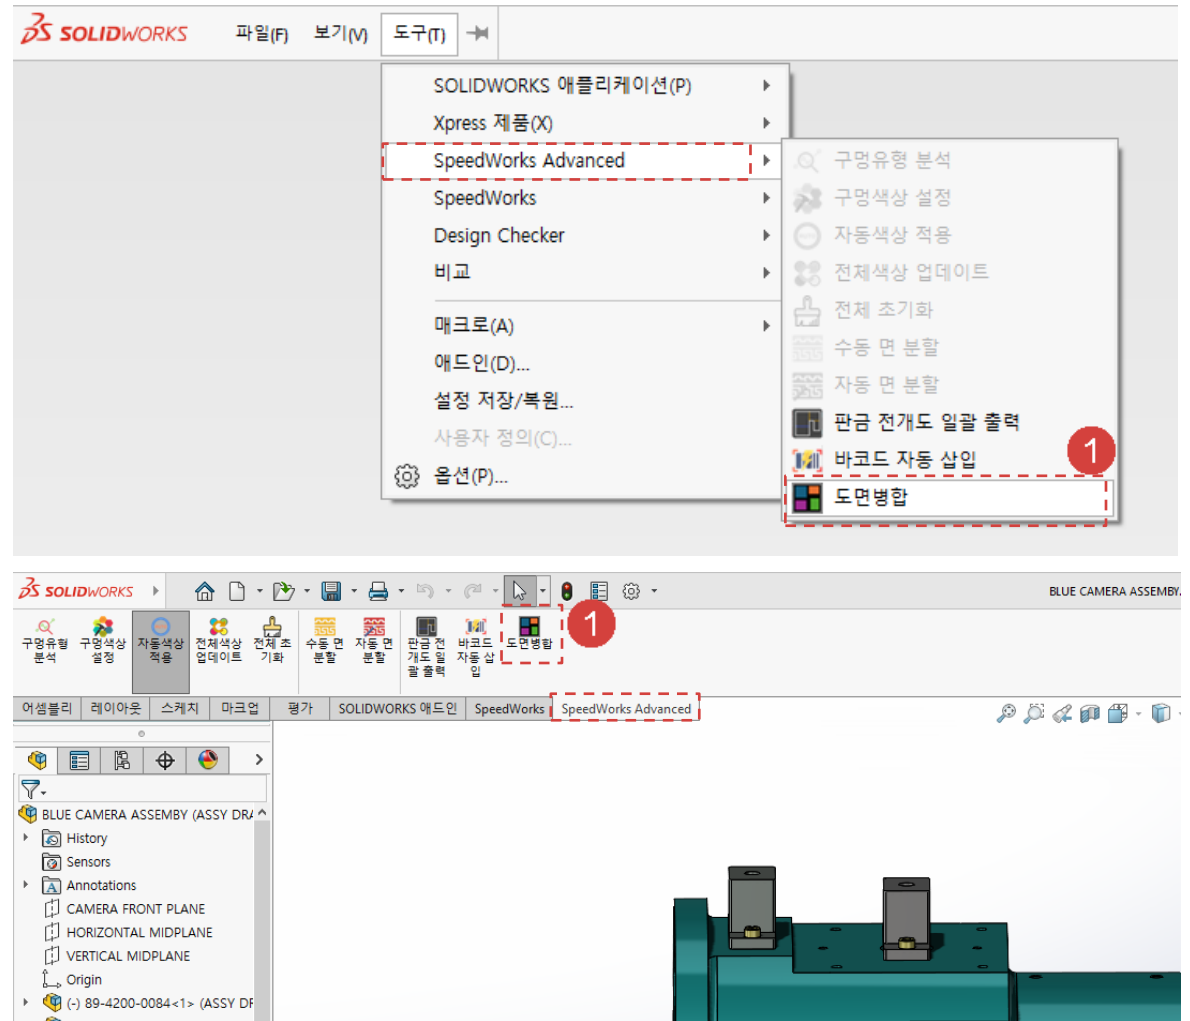 SOLIDWORKS 파일(F) 보기(V) 도구(T)
SOLIDWORKS 애플리케이션(P)
Xpress 제품(X)
SpeedWorks Advanced
SpeedWorks
Design Checker
비교
매크로(A)
애드인(D)...
설정 저장/복원...
사용자 정의(C)...
옵션(P)...
구멍유형 분석
구멍색상 설정
자동색상 적용
전체색상 업데이트
전체 초기화
수동 면 분할
자동 면 분할
판금 전개도 일괄 출력
바코드 자동 삽입
1
도면병합
SOLIDWORKS
BLUE CAMERA ASSEMBY.
구멍유형
분석
구멍색상
설정
자동색상
적용
전체색상
업데이트
전체 초
기화
수동 면
분할
자동 면
분할
판금 전
개도 일
괄 출력
바코드
자동 삽
입
도면병합
1
어셈블리 레이아웃 스케치 마크업 평가 SOLIDWORKS 애드인 SpeedWorks SpeedWorks Advanced
BLUE CAMERA ASSEMBY (ASSY DRA
History
Sensors
Annotations
CAMERA FRONT PLANE
HORIZONTAL MIDPLANE
VERTICAL MIDPLANE
Origin
(-) 89-4200-0084<1> (ASSY DF